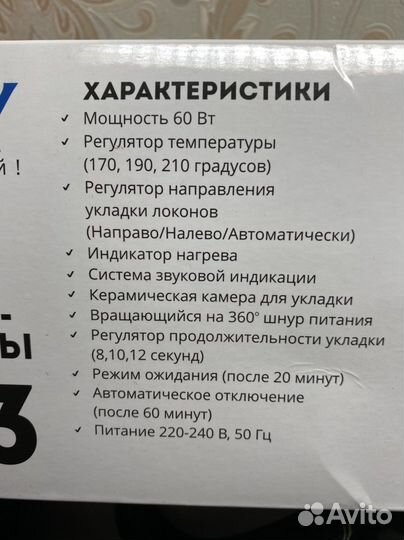 ХАРАКТЕРИСТИКИ
✓ Мощность 60 Вт
✓ Регулятор температуры
(170, 190, 210 градусов)
✓ Регулятор направления
укладки локонов
(Направо/Налево/Автоматически)
✓ Индикатор нагрева
✓ Система звуковой индикации
✓ Керамическая камера для укладки
✓ Вращающийся на 360° шнур питания
✓ Регулятор продолжительности укладки
(8,10,12 секунд)
✓ Режим ожидания (после 20 минут)
✓ Автоматическое отключение
(после 60 минут)
✓ Питание 220-240 В, 50 Гц
й !
-
Ы
3
Avito